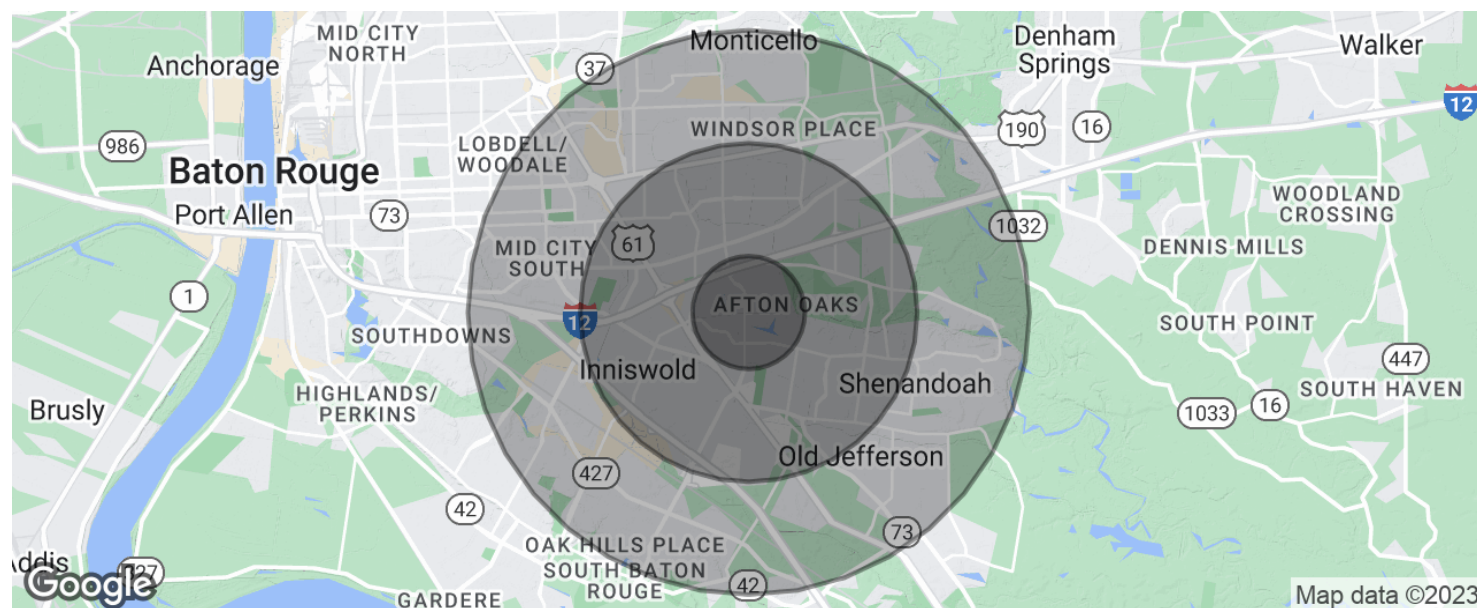 MID CITY
NORTH
Monticello
Denham
Springs
Walker
Anchorage
37
12
986
LOBDELL/
WOODALE
WINDSOR PLACE
190
16
Baton Rouge
Port Allen
73
WOODLAND
CROSSING
MID CITY
SOUTH
61
1032
DENNIS MILLS
1
12
AFTON OAKS
SOUTHDOWNS
SOUTH POINT
Inniswold
Shenandoah
447
SOUTH HAVEN
HIGHLANDS/
PERKINS
Brusly
1033
16
Old Jefferson
427
42
73
OAK HILLS PLACE
SOUTH BATON
ROUGE
42
Addis
327
Google
GARDERE
Map data ©2023